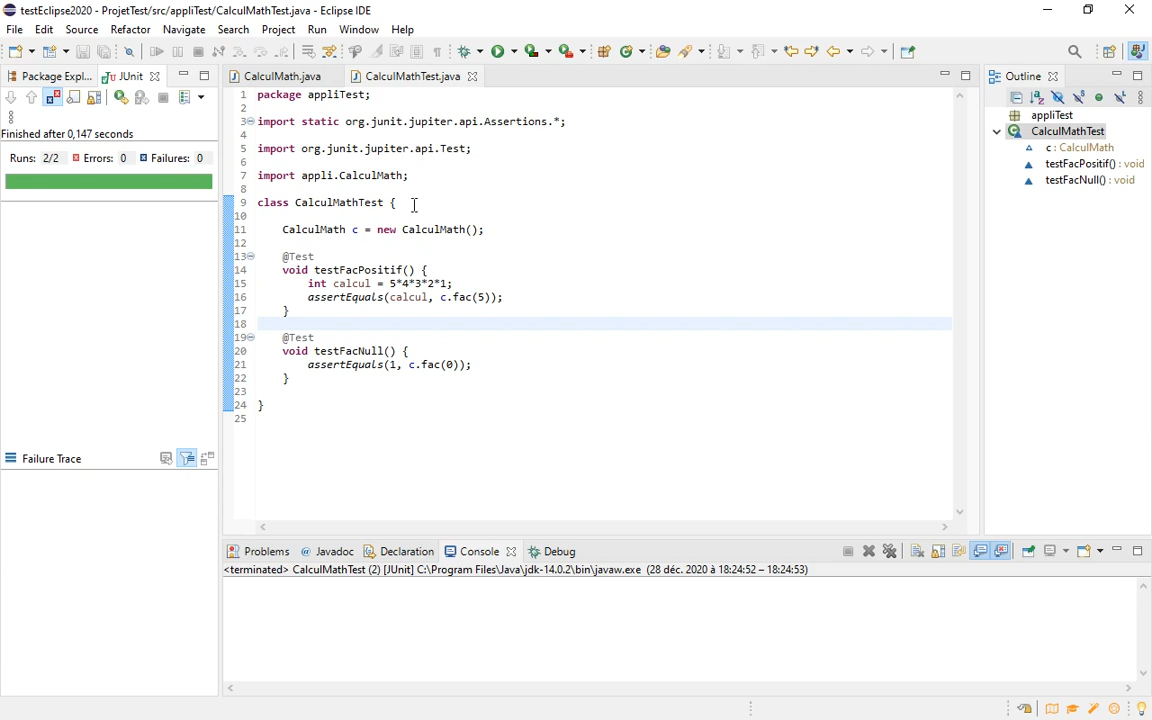 testEclipse2020 - ProjetTest/src/appliTest/CalculMathTest.java - Eclipse IDE
File Edit Source Refactor Navigate Search Project Run Window Help
Package Expl... JUnit
Finished after 0,147 seconds
Runs: 2/2 Errors: 0 Failures: 0
Failure Trace
CalculMath.java CalculMathTest.java
1 package appliTest;
2
3 import static org.junit.jupiter.api.Assertions.*;
4
5 import org.junit.jupiter.api.Test;
6
7 import appli.CalculMath;
8
9 class CalculMathTest {
10
11 CalculMath c = new CalculMath();
12
13 @Test
14 void testFacPositif() {
15 int calcul = 5*4*3*2*1;
16 assertEquals(calcul, c.fac(5));
17 }
18
19 @Test
20 void testFacNull() {
21 assertEquals(1, c.fac(0));
22 }
23
24 }
25
Outline
appliTest
CalculMathTest
c : CalculMath
testFacPositif() : void
testFacNull() : void
Problems @ Javadoc Declaration Console Debug
<terminated> CalculMathTest (2) [JUnit] C:\Program Files\Java\jdk-14.0.2\bin\javaw.exe (28 déc. 2020 à 18:24:52 – 18:24:53)